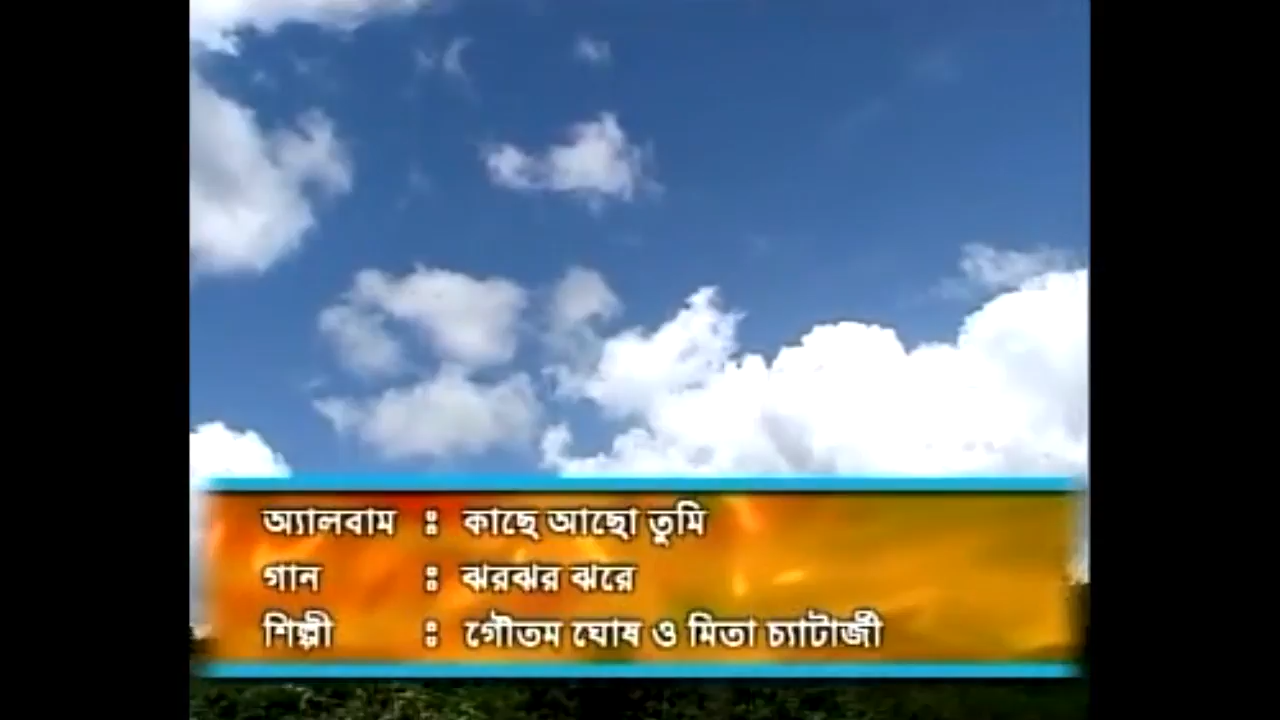 অ্যালবাম : কাছে আছো তুমি
গান : ঝরঝর ঝরে
শিল্পী : গৌতম ঘোষ ও মিতা চ্যাটার্জী